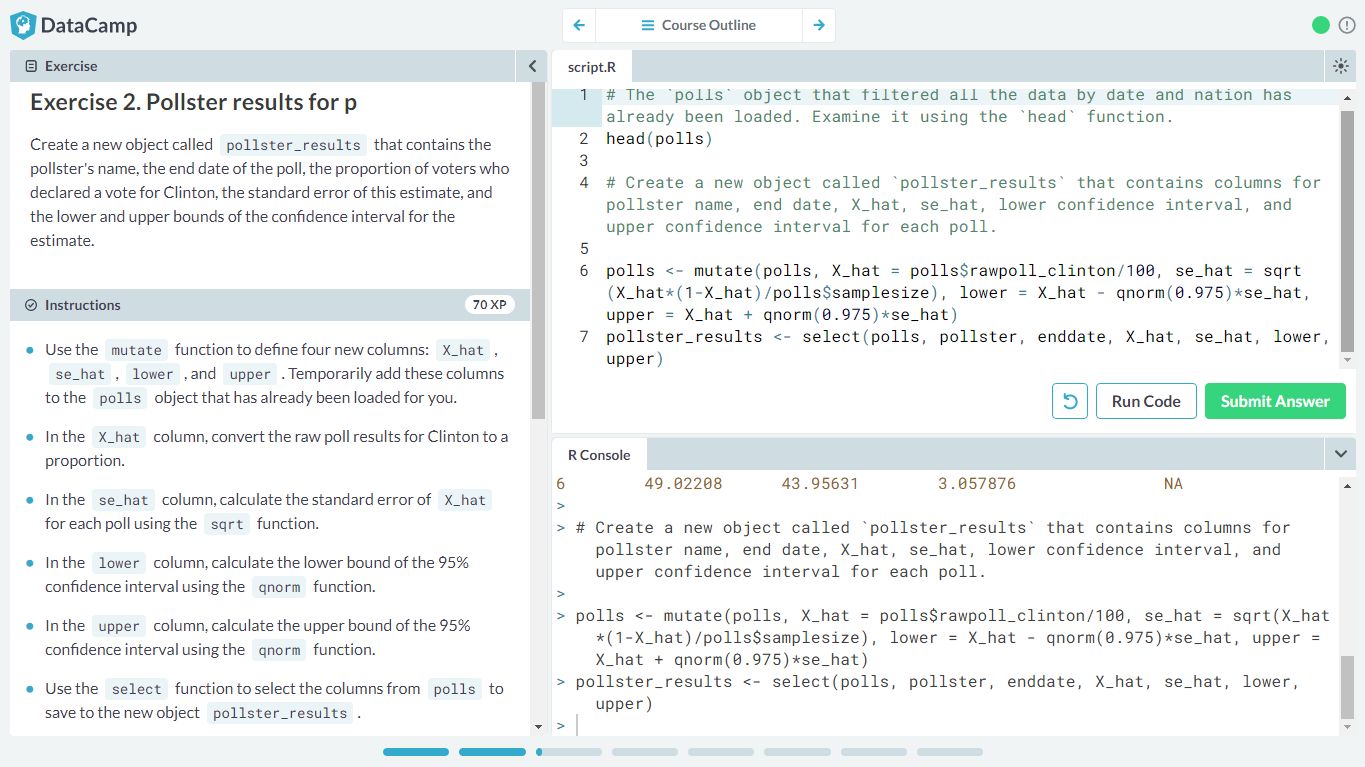 DataCamp
Course Outline
Exercise
Exercise 2. Pollster results for p
Create a new object called pollster_results that contains the
pollster's name, the end date of the poll, the proportion of voters who
declared a vote for Clinton, the standard error of this estimate, and
the lower and upper bounds of the confidence interval for the
estimate.
Instructions
70 XP
Use the mutate function to define four new columns: X_hat ,
se_hat , lower , and upper . Temporarily add these columns
to the polls object that has already been loaded for you.
In the X_hat column, convert the raw poll results for Clinton to a
proportion.
In the se_hat column, calculate the standard error of X_hat
for each poll using the sqrt function.
In the lower column, calculate the lower bound of the 95%
confidence interval using the qnorm function.
In the upper column, calculate the upper bound of the 95%
confidence interval using the qnorm function.
Use the select function to select the columns from polls to
save to the new object pollster_results .
script.R
1 # The `polls` object that filtered all the data by date and nation has
already been loaded. Examine it using the `head` function.
2 head(polls)
3
4 # Create a new object called `pollster_results` that contains columns for
pollster name, end date, X_hat, se_hat, lower confidence interval, and
upper confidence interval for each poll.
5
6 polls <- mutate(polls, X_hat = polls$rawpoll_clinton/100, se_hat = sqrt
(X_hat*(1-X_hat)/polls$samplesize), lower = X_hat - qnorm(0.975)*se_hat,
upper = X_hat + qnorm(0.975)*se_hat)
7 pollster_results <- select(polls, pollster, enddate, X_hat, se_hat, lower,
upper)
Run Code
Submit Answer
R Console
6 49.02208 43.95631 3.057876 NA
>
> # Create a new object called `pollster_results` that contains columns for
pollster name, end date, X_hat, se_hat, lower confidence interval, and
upper confidence interval for each poll.
>
> polls <- mutate(polls, X_hat = polls$rawpoll_clinton/100, se_hat = sqrt(X_hat
*(1-X_hat)/polls$samplesize), lower = X_hat - qnorm(0.975)*se_hat, upper =
X_hat + qnorm(0.975)*se_hat)
> pollster_results <- select(polls, pollster, enddate, X_hat, se_hat, lower,
upper)
>